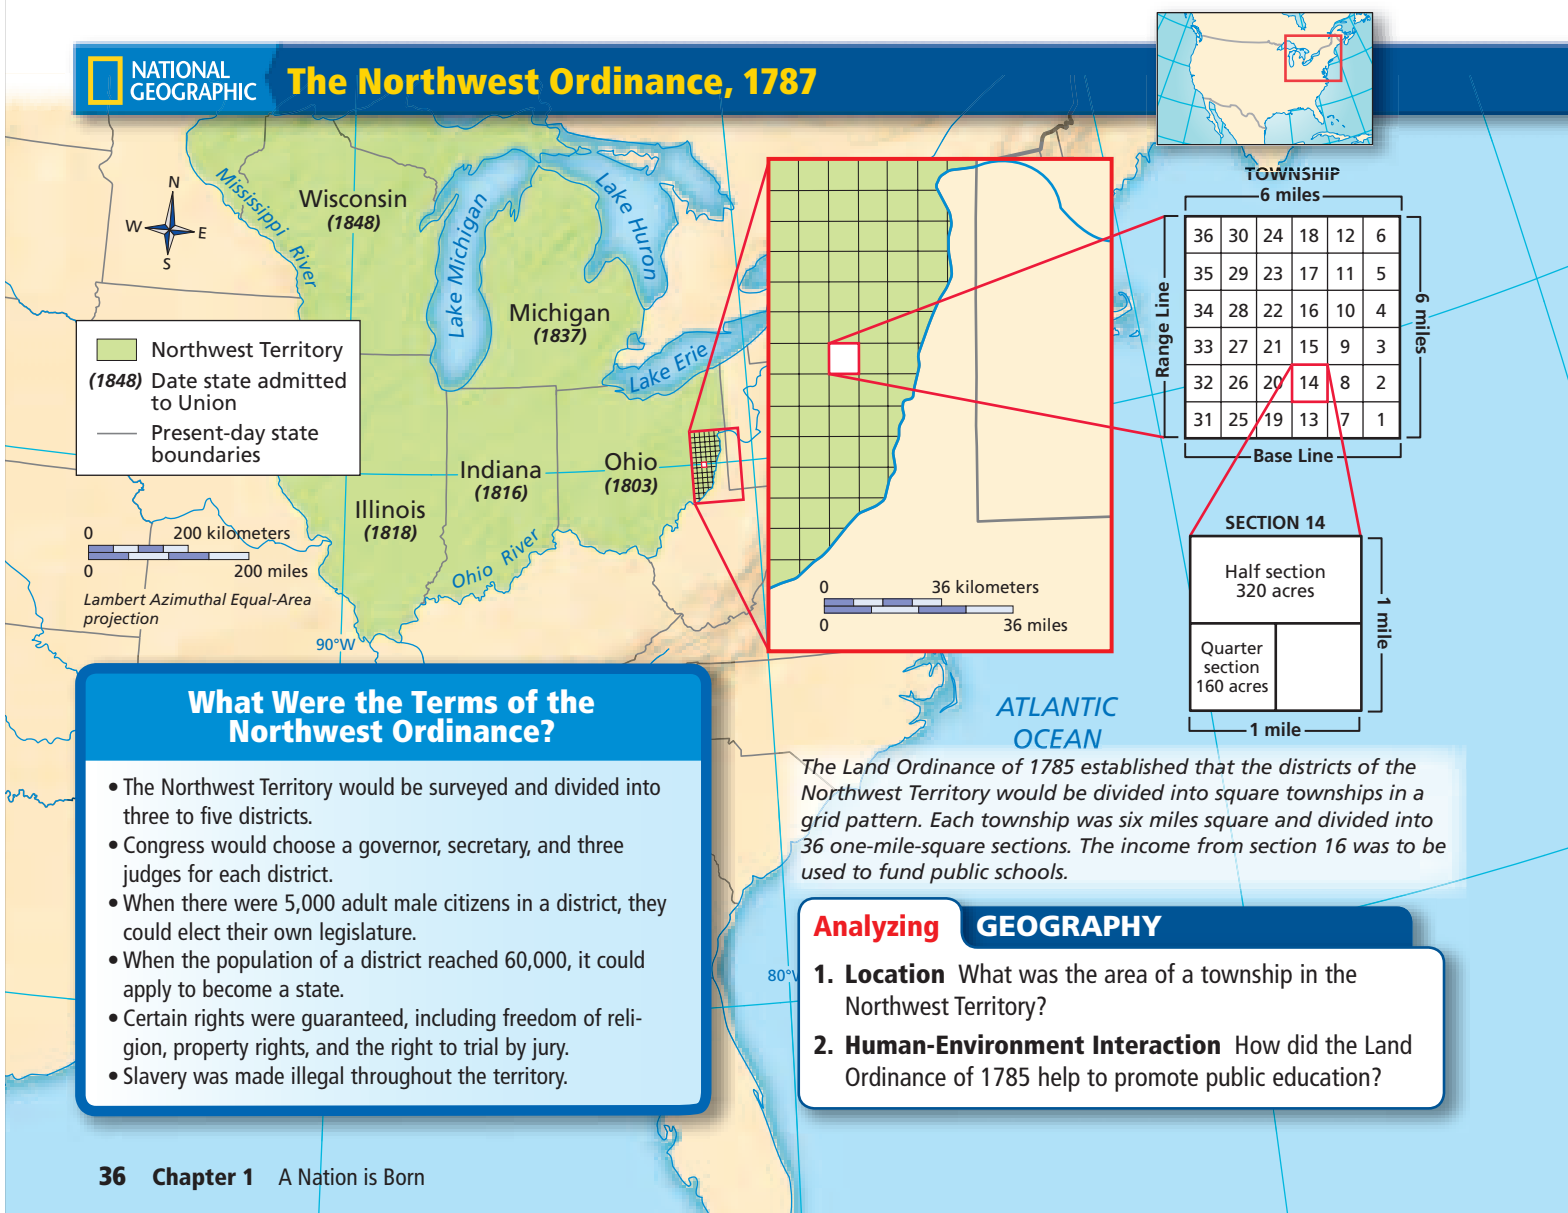 NATIONAL
GEOGRAPHIC
The Northwest Ordinance, 1787
N
W
E
S
Mississippi River
Wisconsin
(1848)
Lake Michigan
Lake Huron
Michigan
(1837)
Lake Erie
Northwest Territory
(1848) Date state admitted
to Union
Present-day state
boundaries
Indiana
(1816)
Ohio
(1803)
Illinois
(1818)
Ohio River
0 200 kilometers
0 200 miles
Lambert Azimuthal Equal-Area
projection
90°W
0 36 kilometers
0 36 miles
TOWNSHIP
6 miles
36 30 24 18 12 6
35 29 23 17 11 5
34 28 22 16 10 4
33 27 21 15 9 3
32 26 20 14 8 2
31 25 19 13 7 1
Range Line
6 miles
Base Line
SECTION 14
Half section
320 acres
Quarter
section
160 acres
1 mile
1 mile
ATLANTIC
OCEAN
80°W
What Were the Terms of the
Northwest Ordinance?
• The Northwest Territory would be surveyed and divided into
three to five districts.
• Congress would choose a governor, secretary, and three
judges for each district.
• When there were 5,000 adult male citizens in a district, they
could elect their own legislature.
• When the population of a district reached 60,000, it could
apply to become a state.
• Certain rights were guaranteed, including freedom of reli-
gion, property rights, and the right to trial by jury.
• Slavery was made illegal throughout the territory.
The Land Ordinance of 1785 established that the districts of the
Northwest Territory would be divided into square townships in a
grid pattern. Each township was six miles square and divided into
36 one-mile-square sections. The income from section 16 was to be
used to fund public schools.
Analyzing GEOGRAPHY
1. Location What was the area of a township in the
Northwest Territory?
2. Human-Environment Interaction How did the Land
Ordinance of 1785 help to promote public education?
36 Chapter 1 A Nation is Born